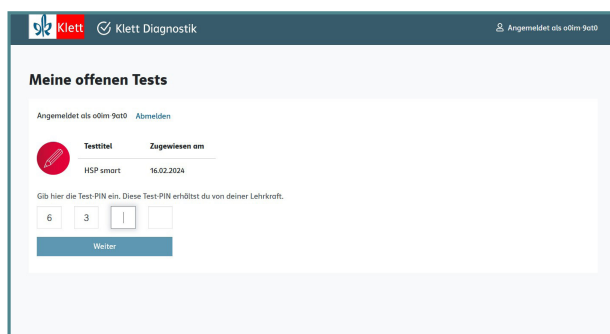 Klett Klett Diagnostik Angemeldet als o0im 9at0
Meine offenen Tests
Angemeldet als o0im 9at0 Abmelden
Testtitel Zugewiesen am
HSP smart 16.02.2024
Gib hier die Test-PIN ein. Diese Test-PIN erhältst du von deiner Lehrkraft.
6 3
Weiter